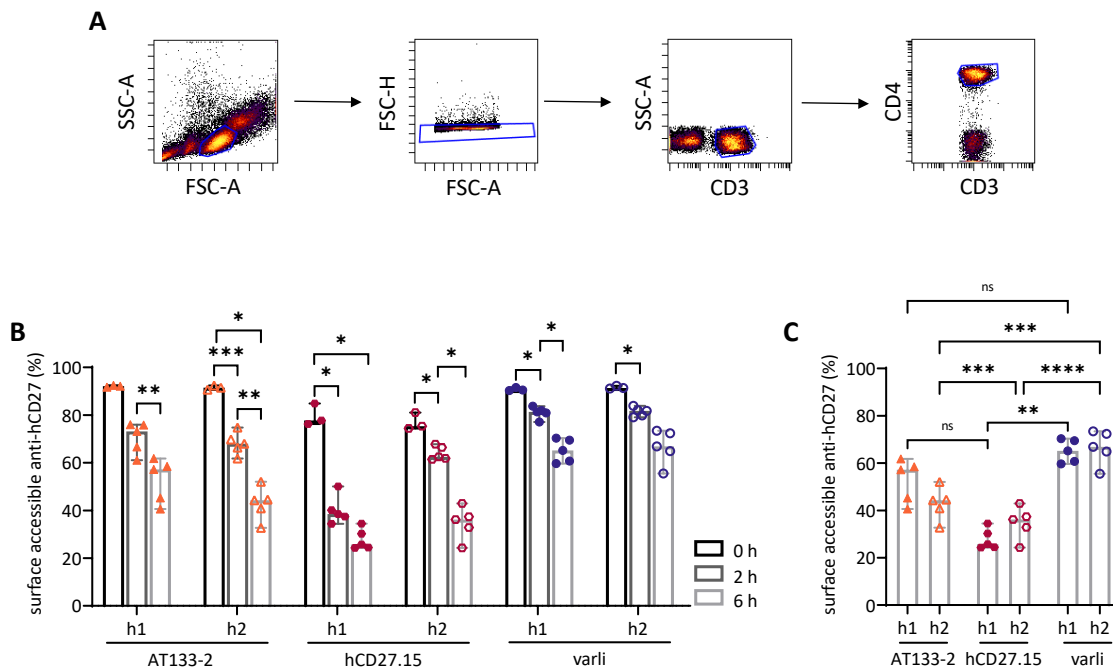 A
SSC-A
FSC-A
FSC-H
FSC-A
SSC-A
CD3
CD4
CD3
B
surface accessible anti-hCD27 (%)
100
80
60
40
20
0
**
***
*
**
*
*
*
*
*
*
*
h1
h2
h1
h2
h1
h2
AT133-2
hCD27.15
varli
0 h
2 h
6 h
C
surface accessible anti-hCD27 (%)
100
80
60
40
20
0
ns
***
***
****
ns
**
h1
h2
h1
h2
h1
h2
AT133-2
hCD27.15
varli